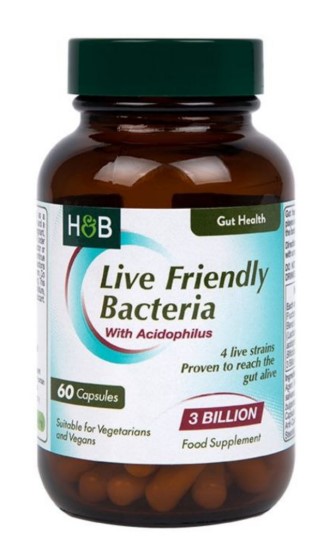 H&B
Gut Health
Live Friendly
Bacteria
With Acidophilus
4 live strains
Proven to reach the
gut alive
60 Capsules
3 BILLION
Suitable for Vegetarians
and Vegans
Food Supplement